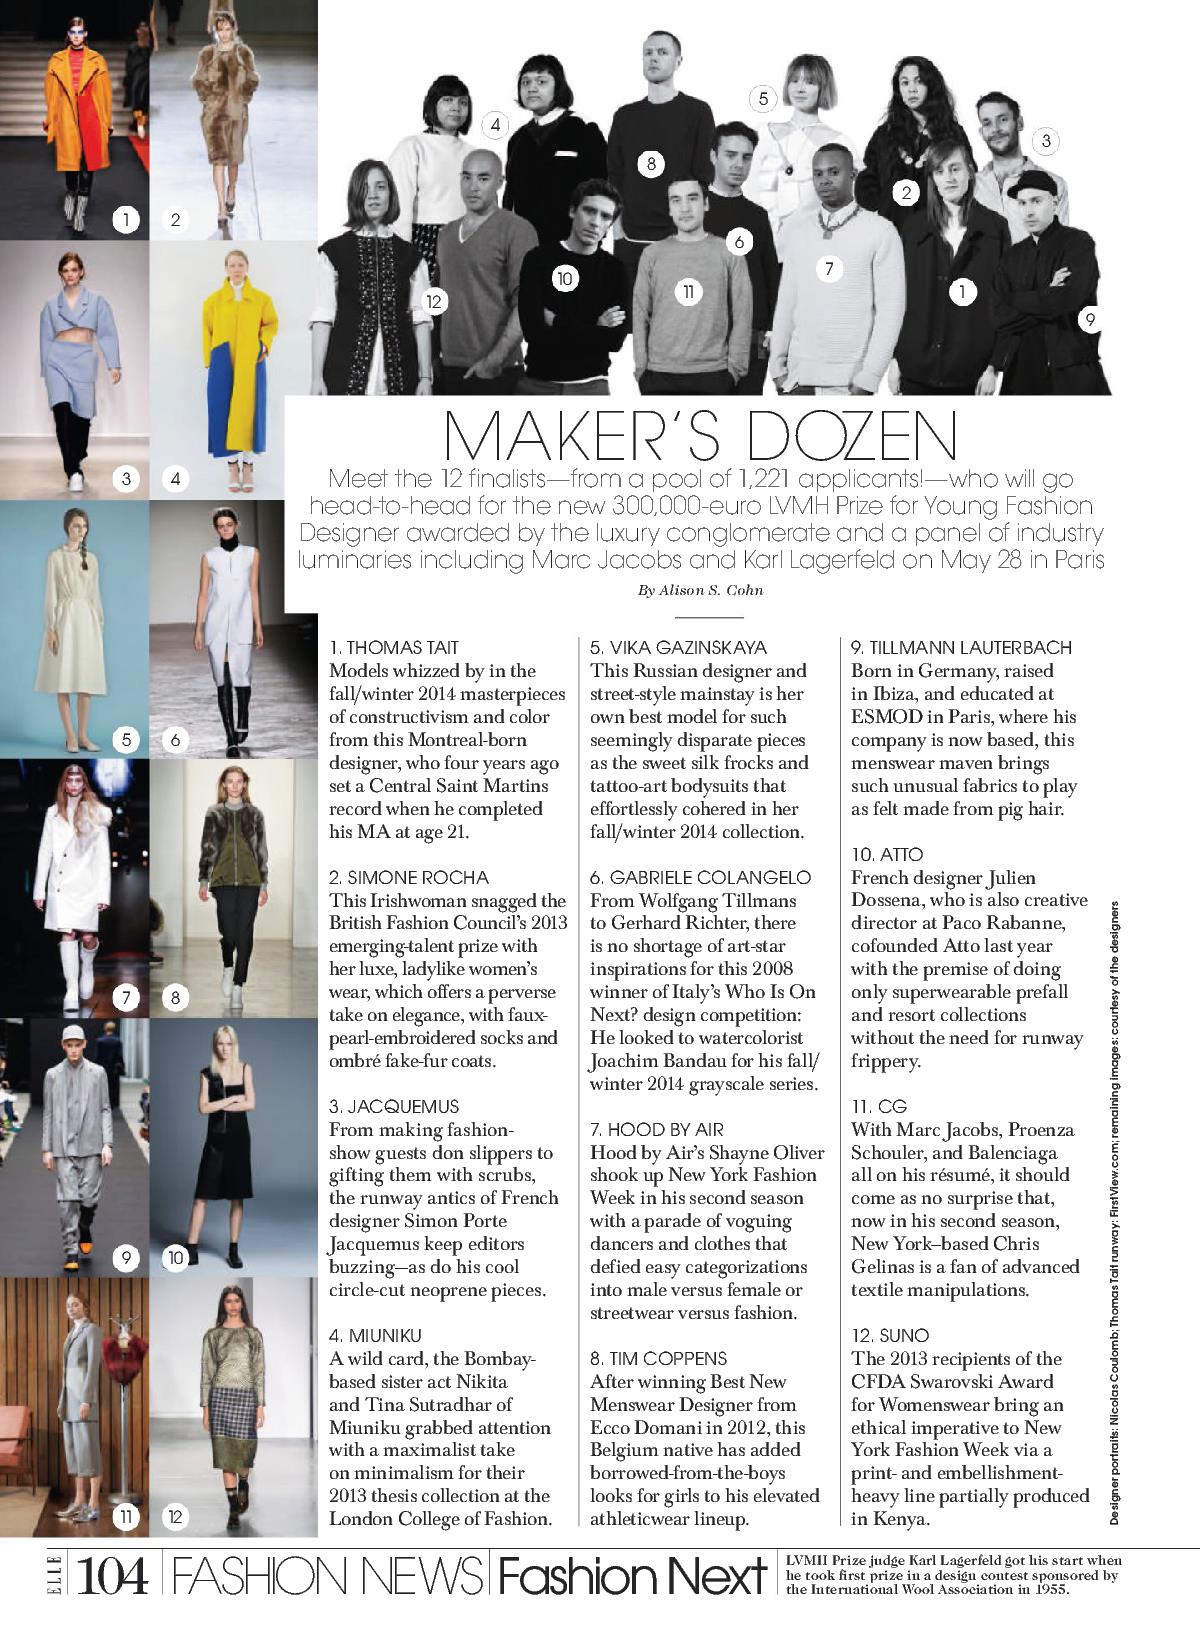 1
2
3
4
5
6
7
8
9
10
11
12
4
5
3
8
2
6
7
10
11
12
1
9
MAKER'S DOZEN
Meet the 12 finalists—from a pool of 1,221 applicants!—who will go
head-to-head for the new 300,000-euro LVMH Prize for Young Fashion
Designer awarded by the luxury conglomerate and a panel of industry
luminaries including Marc Jacobs and Karl Lagerfeld on May 28 in Paris
By Alison S. Cohn
1. THOMAS TAIT
Models whizzed by in the
fall/winter 2014 masterpieces
of constructivism and color
from this Montreal-born
designer, who four years ago
set a Central Saint Martins
record when he completed
his MA at age 21.
2. SIMONE ROCHA
This Irishwoman snagged the
British Fashion Council's 2013
emerging-talent prize with
her luxe, ladylike women's
wear, which offers a perverse
take on elegance, with faux-
pearl-embroidered socks and
ombré fake-fur coats.
3. JACQUEMUS
From making fashion-
show guests don slippers to
gifting them with scrubs,
the runway antics of French
designer Simon Porte
Jacquemus keep editors
buzzing—as do his cool
circle-cut neoprene pieces.
4. MIUNIKU
A wild card, the Bombay-
based sister act Nikita
and Tina Sutradhar of
Miuniku grabbed attention
with a maximalist take
on minimalism for their
2013 thesis collection at the
London College of Fashion.
5. VIKA GAZINSKAYA
This Russian designer and
street-style mainstay is her
own best model for such
seemingly disparate pieces
as the sweet silk frocks and
tattoo-art bodysuits that
effortlessly cohered in her
fall/winter 2014 collection.
6. GABRIELE COLANGELO
From Wolfgang Tillmans
to Gerhard Richter, there
is no shortage of art-star
inspirations for this 2008
winner of Italy's Who Is On
Next? design competition:
He looked to watercolorist
Joachim Bandau for his fall/
winter 2014 grayscale series.
7. HOOD BY AIR
Hood by Air's Shayne Oliver
shook up New York Fashion
Week in his second season
with a parade of voguing
dancers and clothes that
defied easy categorizations
into male versus female or
streetwear versus fashion.
8. TIM COPPENS
After winning Best New
Menswear Designer from
Ecco Domani in 2012, this
Belgium native has added
borrowed-from-the-boys
looks for girls to his elevated
athleticwear lineup.
9. TILLMANN LAUTERBACH
Born in Germany, raised
in Ibiza, and educated at
ESMOD in Paris, where his
company is now based, this
menswear maven brings
such unusual fabrics to play
as felt made from pig hair.
10. ATTO
French designer Julien
Dossena, who is also creative
director at Paco Rabanne,
cofounded Atto last year
with the premise of doing
only superwearable prefall
and resort collections
without the need for runway
frippery.
11. CG
With Marc Jacobs, Proenza
Schouler, and Balenciaga
all on his résumé, it should
come as no surprise that,
now in his second season,
New York–based Chris
Gelinas is a fan of advanced
textile manipulations.
12. SUNO
The 2013 recipients of the
CFDA Swarovski Award
for Womenswear bring an
ethical imperative to New
York Fashion Week via a
print- and embellishment-
heavy line partially produced
in Kenya.
Designer portraits: Nicolas Coulomb; Thomas Tait runway: FirstView.com; remaining images: courtesy of the designers
ELLE
104
FASHION NEWS
Fashion Next
LVMH Prize judge Karl Lagerfeld got his start when
he took first prize in a design contest sponsored by
the International Wool Association in 1955.